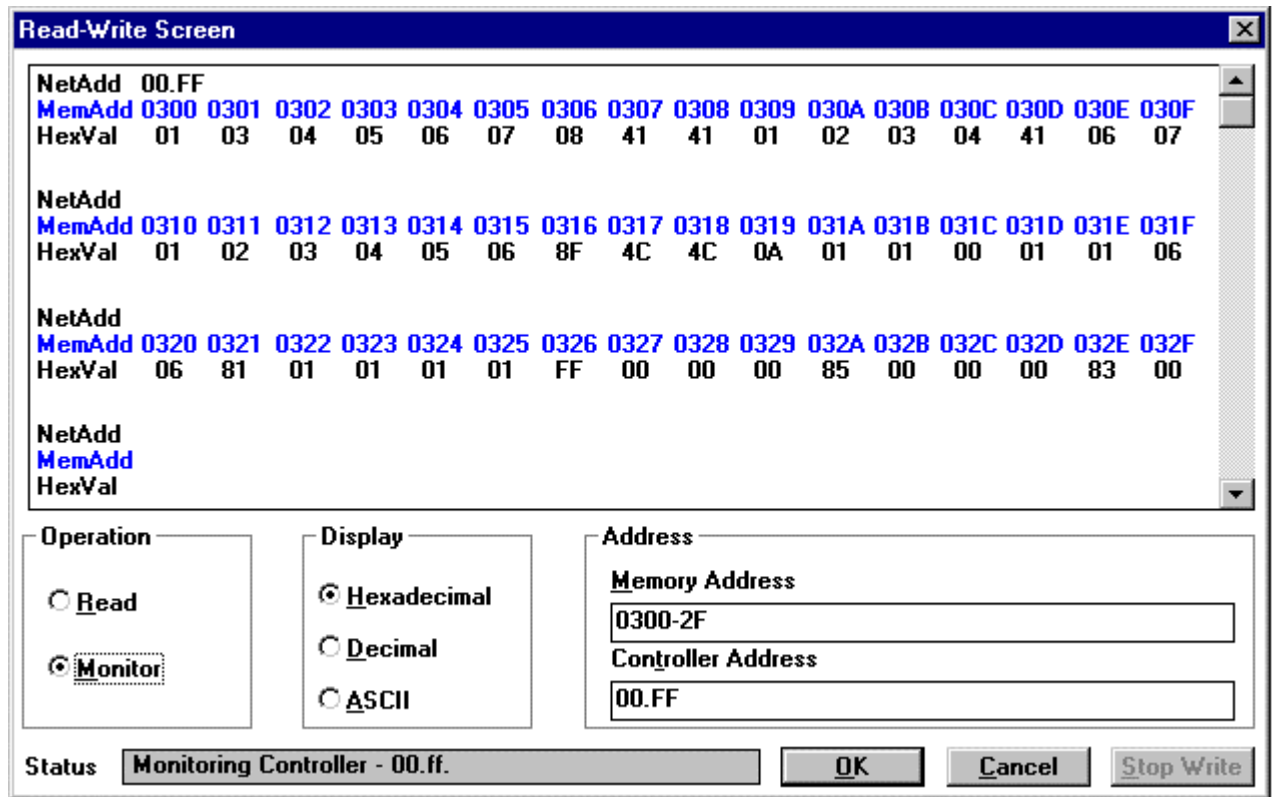 Read-Write Screen
NetAdd 00.FF
MemAdd 0300 0301 0302 0303 0304 0305 0306 0307 0308 0309 030A 030B 030C 030D 030E 030F
HexVal 01 03 04 05 06 07 08 41 41 01 02 03 04 41 06 07
NetAdd
MemAdd 0310 0311 0312 0313 0314 0315 0316 0317 0318 0319 031A 031B 031C 031D 031E 031F
HexVal 01 02 03 04 05 06 8F 4C 4C 0A 01 01 00 01 01 06
NetAdd
MemAdd 0320 0321 0322 0323 0324 0325 0326 0327 0328 0329 032A 032B 032C 032D 032E 032F
HexVal 06 81 01 01 01 01 FF 00 00 00 85 00 00 00 83 00
NetAdd
MemAdd
HexVal
Operation
Read
Monitor
Display
Hexadecimal
Decimal
ASCII
Address
Memory Address
0300-2F
Controller Address
00.FF
Status Monitoring Controller - 00.ff. OK Cancel Stop Write